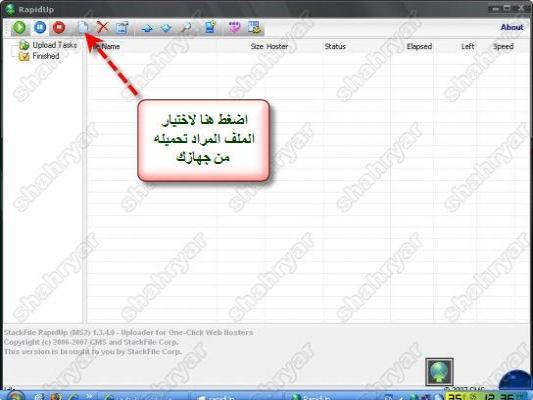 RapidUp
About
Upload Tasks
Name
Size
Hoster
Status
Elapsed
Left
Speed
Finished
اضغط هنا لاختيار
الملف المراد تحميله
من جهازك
shahryar
StackFile RapidUp (MS2) 1.3.4.0 - Uploader for One-Click Web Hosters
Copyright (c) 2006-2007 CMS and StackFile Corp.
This version is brought to you by StackFile Corp.
2007 CMS
RapidUp
12:36